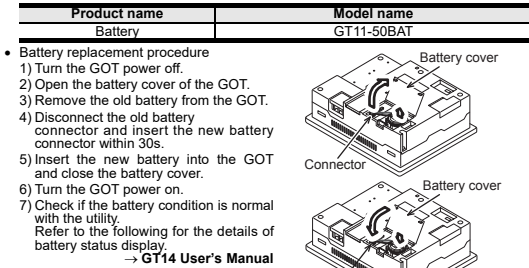 Product name Model name
Battery GT11-50BAT
• Battery replacement procedure
1) Turn the GOT power off.
2) Open the battery cover of the GOT.
3) Remove the old battery from the GOT.
4) Disconnect the old battery
connector and insert the new battery
connector within 30s.
5) Insert the new battery into the GOT
and close the battery cover.
6) Turn the GOT power on.
7) Check if the battery condition is normal
with the utility.
Refer to the following for the details of
battery status display.
→ GT14 User's Manual
Battery cover
Connector
Battery cover